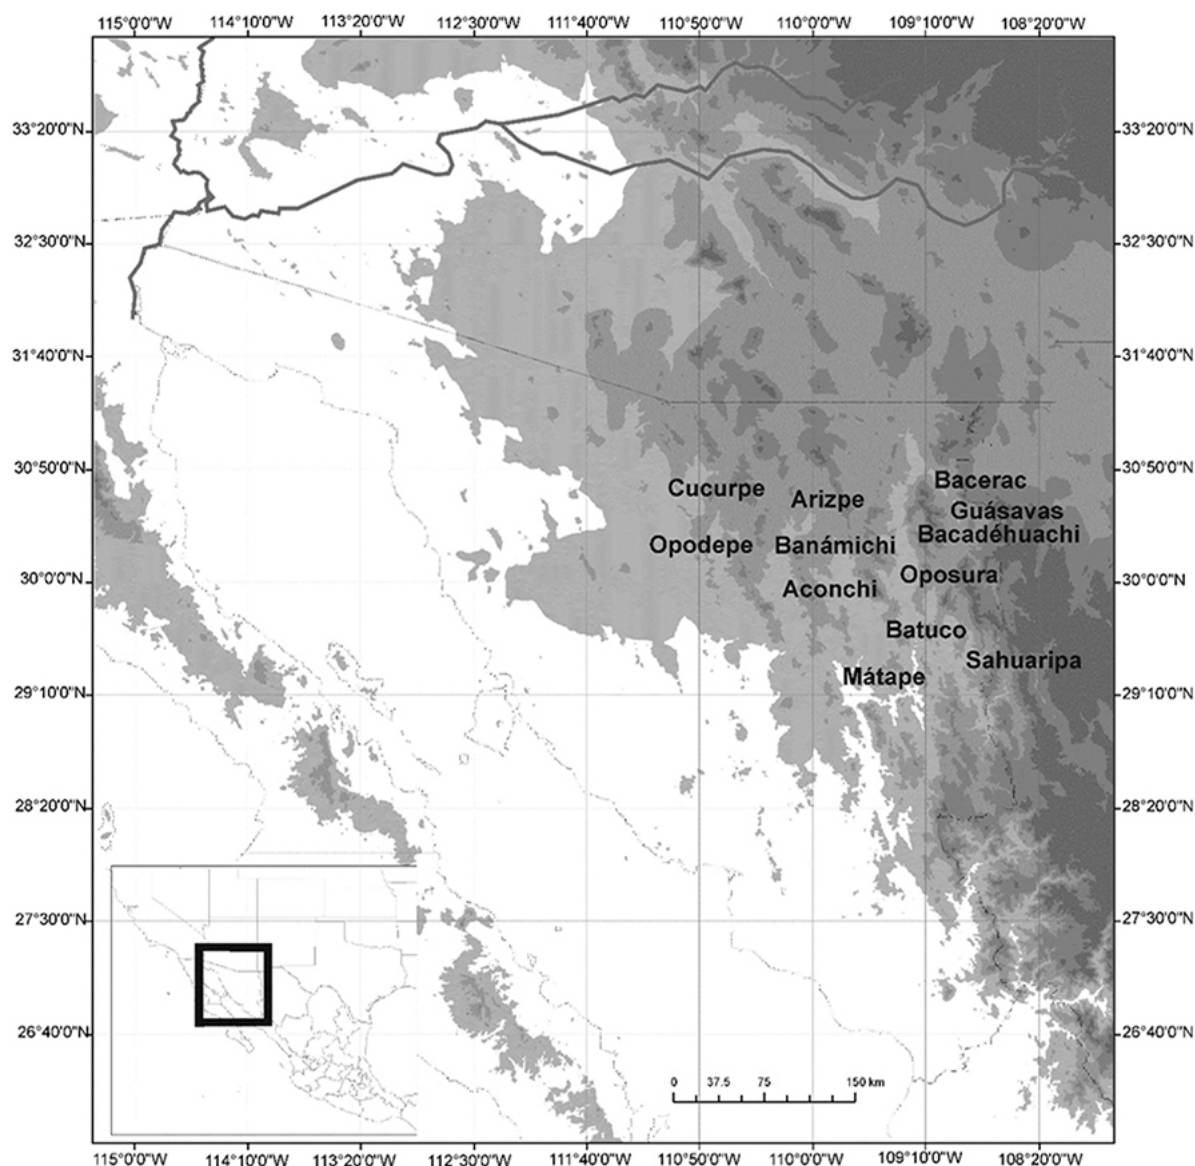 115°0'0"W 114°0'0"W 113°20'0"W 112°30'0"W 111°40'0"W 110°50'0"W 110°0'0"W 109°10'0"W 108°20'0"W
33°20'0"N 33°20'0"N
32°30'0"N 32°30'0"N
31°40'0"N 31°40'0"N
30°50'0"N 30°50'0"N
Bacerac
Cucurpe
Arizpe
Guásavas
Bacadéhuachi
Opodepe Banámichi
Oposura
30°0'0"N 30°0'0"N
Aconchi
Batuco
Sahuaripa
Mátape
29°10'0"N 29°10'0"N
28°20'0"N 28°20'0"N
27°30'0"N 27°30'0"N
26°40'0"N 26°40'0"N
0 37.5 75 150 km
115°0'0"W 114°0'0"W 113°20'0"W 112°30'0"W 111°40'0"W 110°50'0"W 110°0'0"W 109°10'0"W 108°20'0"W